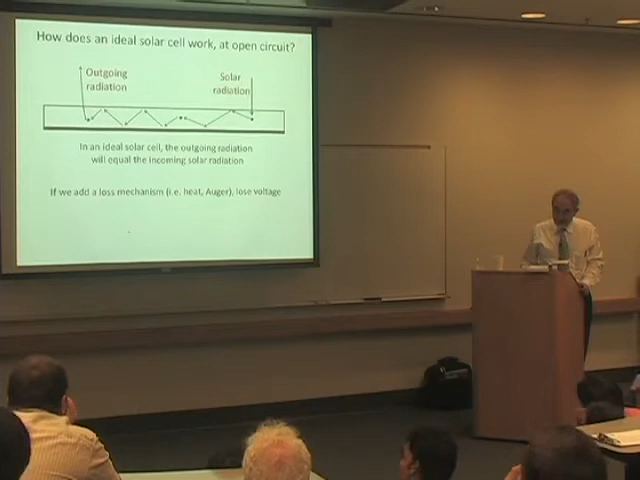 How does an ideal solar cell work, at open circuit?
Outgoing
radiation
Solar
radiation
In an ideal solar cell, the outgoing radiation
will equal the incoming solar radiation
If we add a loss mechanism (i.e. heat, Auger), lose voltage